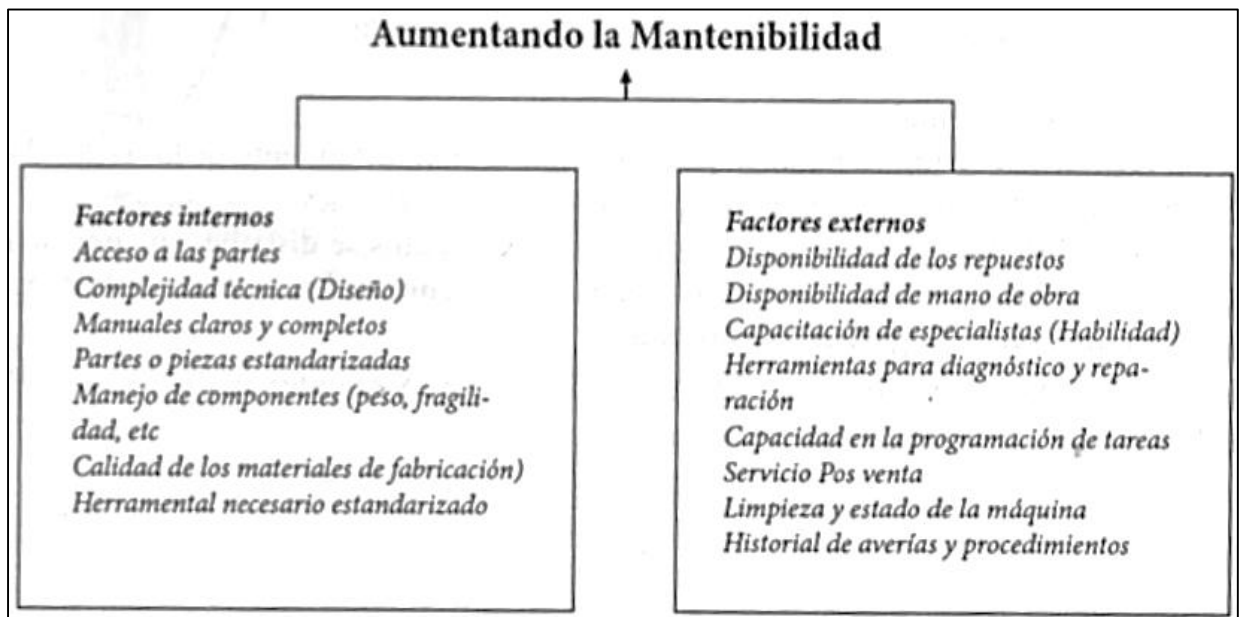 Aumentando la Mantenibilidad
Factores internos
Acceso a las partes
Complejidad técnica (Diseño)
Manuales claros y completos
Partes o piezas estandarizadas
Manejo de componentes (peso, fragili-
dad, etc
Calidad de los materiales de fabricación)
Herramental necesario estandarizado
Factores externos
Disponibilidad de los repuestos
Disponibilidad de mano de obra
Capacitación de especialistas (Habilidad)
Herramientas para diagnóstico y repa-
ración
Capacidad en la programación de tareas
Servicio Pos venta
Limpieza y estado de la máquina
Historial de averías y procedimientos